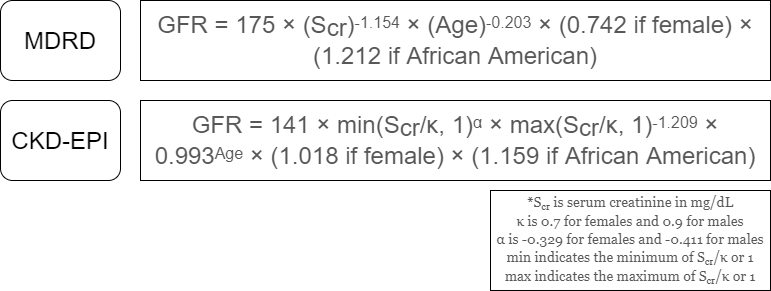 MDRD
GFR = 175 × (Scr)-1.154 × (Age)-0.203 × (0.742 if female) ×
(1.212 if African American)
CKD-EPI
GFR = 141 × min(Scr/κ, 1)α × max(Scr/κ, 1)-1.209 ×
0.993Age × (1.018 if female) × (1.159 if African American)
*Scr is serum creatinine in mg/dL
κ is 0.7 for females and 0.9 for males
α is -0.329 for females and -0.411 for males
min indicates the minimum of Scr/κ or 1
max indicates the maximum of Scr/κ or 1